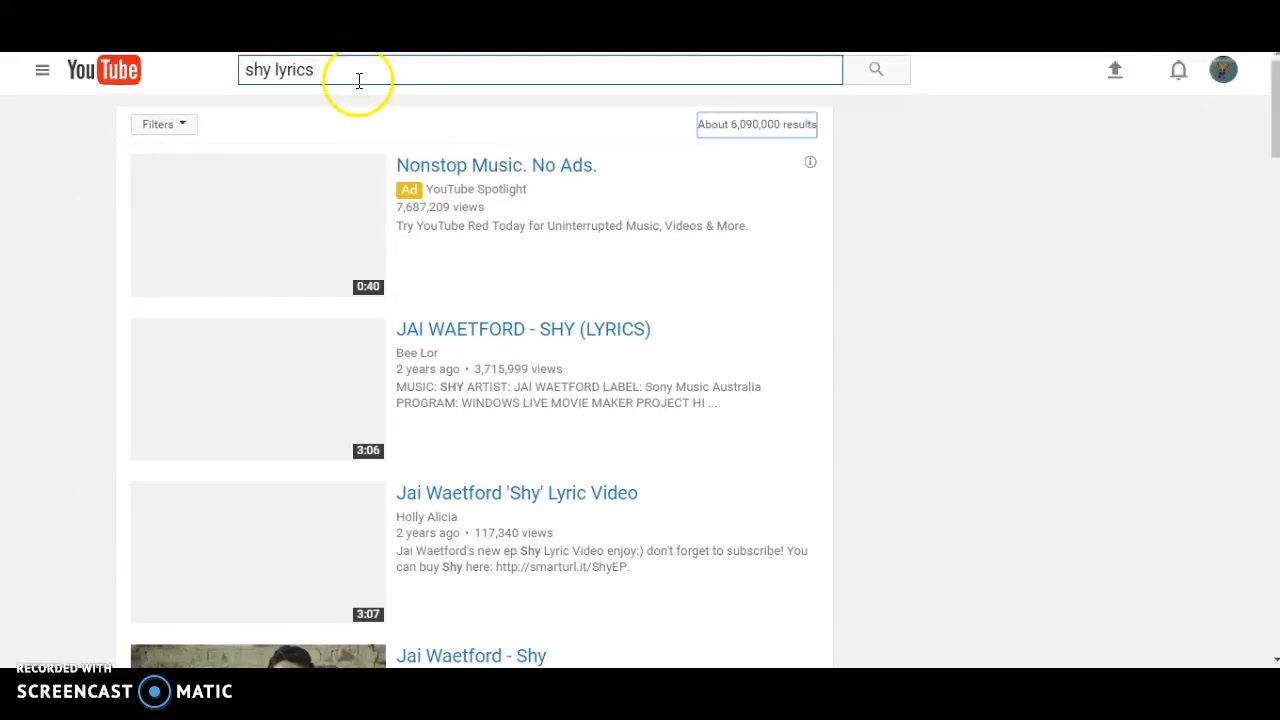 YouTube
shy lyrics
Filters
About 6,090,000 results
Nonstop Music. No Ads.
Ad YouTube Spotlight
7,687,209 views
Try YouTube Red Today for Uninterrupted Music, Videos & More.
0:40
JAI WAETFORD - SHY (LYRICS)
Bee Lor
2 years ago • 3,715,999 views
MUSIC: SHY ARTIST: JAI WAETFORD LABEL: Sony Music Australia
PROGRAM: WINDOWS LIVE MOVIE MAKER PROJECT HI ...
3:06
Jai Waetford 'Shy' Lyric Video
Holly Alicia
2 years ago • 117,340 views
Jai Waetford's new ep Shy Lyric Video enjoy:) don't forget to subscribe! You
can buy Shy here: http://smarturl.it/ShyEP.
3:07
Jai Waetford - Shy
RECORDED WITH
SCREENCAST MATIC